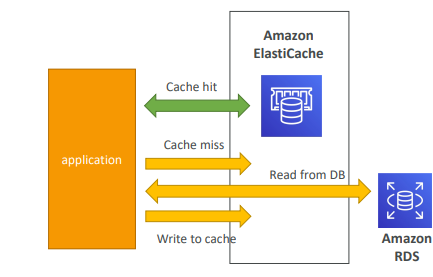 Amazon
ElastiCache
Cache hit
application
Cache miss
Read from DB
Write to cache
Amazon
RDS